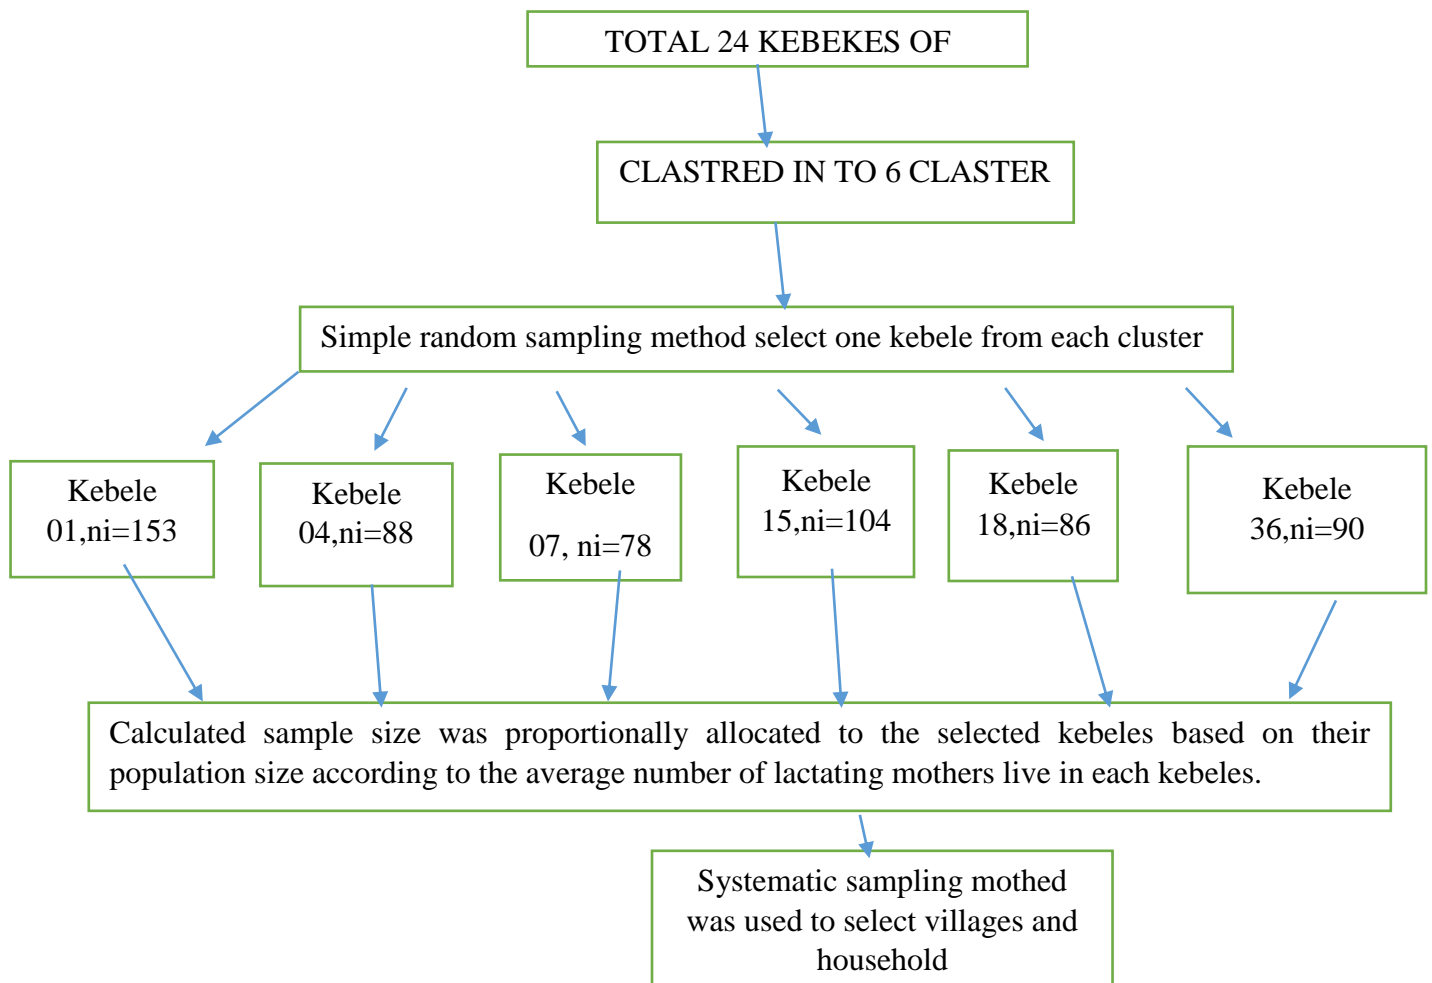 TOTAL 24 KEBEKES OF
CLASTRED IN TO 6 CLASTER
Simple random sampling method select one kebele from each cluster
Kebele
01,ni=153
Kebele
04,ni=88
Kebele
07, ni=78
Kebele
15,ni=104
Kebele
18,ni=86
Kebele
36,ni=90
Calculated sample size was proportionally allocated to the selected kebeles based on their
population size according to the average number of lactating mothers live in each kebeles.
Systematic sampling mothed
was used to select villages and
household